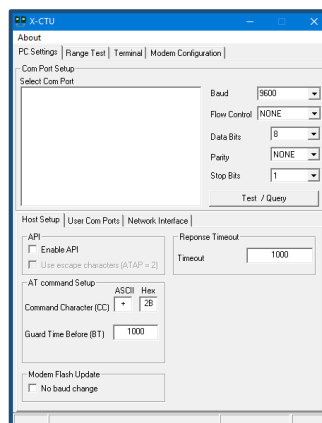 X-CTU
About
PC Settings Range Test Terminal Modem Configuration
Com Port Setup
Select Com Port
Baud 9600
Flow Control NONE
Data Bits 8
Parity NONE
Stop Bits 1
Test / Query
Host Setup User Com Ports Network Interface
API
Enable API
Use escape characters (ATAP = 2)
Reponse Timeout
Timeout 1000
AT command Setup
ASCII Hex
Command Character (CC) + 2B
Guard Time Before (BT) 1000
Modem Flash Update
No baud change